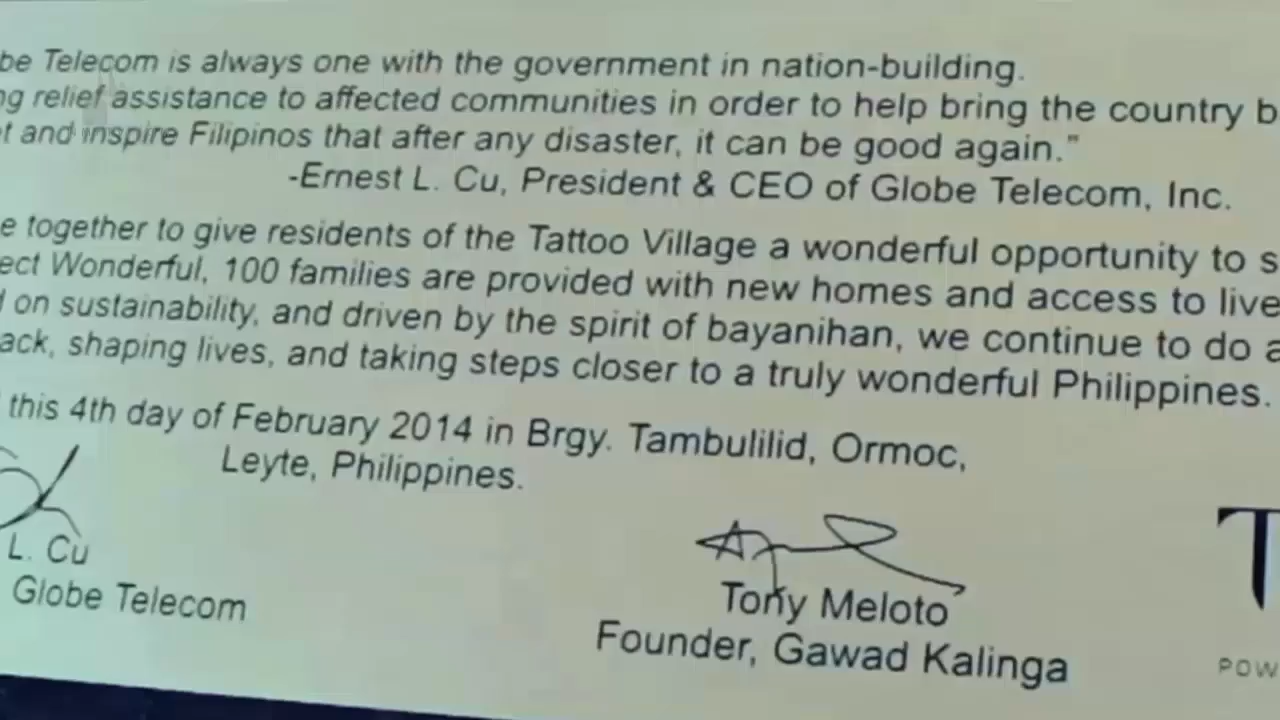 be Telecom is always one with the government in nation-building.
ng relief assistance to affected communities in order to help bring the country b
t and inspire Filipinos that after any disaster, it can be good again."
-Ernest L. Cu, President & CEO of Globe Telecom, Inc.
e together to give residents of the Tattoo Village a wonderful opportunity to s
ect Wonderful, 100 families are provided with new homes and access to live
on sustainability, and driven by the spirit of bayanihan, we continue to do a
ack, shaping lives, and taking steps closer to a truly wonderful Philippines.
this 4th day of February 2014 in Brgy. Tambulilid, Ormoc,
Leyte, Philippines.
L. Cu
Globe Telecom
Tony Meloto
Founder, Gawad Kalinga
T
POW